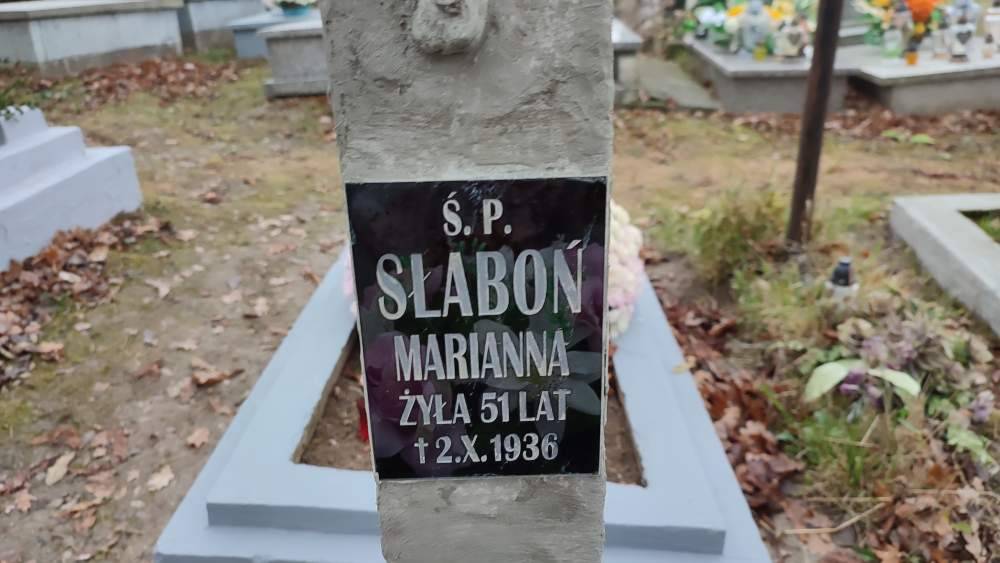 Ś. P.
SŁABOŃ
MARIANNA
ŻYŁA 51 LAT
† 2.X.1936